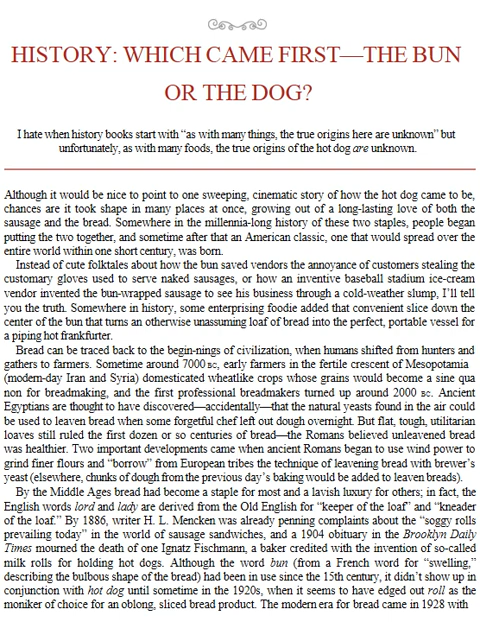 HISTORY: WHICH CAME FIRST—THE BUN
OR THE DOG?
I hate when history books start with “as with many things, the true origins here are unknown” but
unfortunately, as with many foods, the true origins of the hot dog are unknown.
Although it would be nice to point to one sweeping, cinematic story of how the hot dog came to be,
chances are it took shape in many places at once, growing out of a long-lasting love of both the
sausage and the bread. Somewhere in the millennia-long history of these two staples, people began
putting the two together, and sometime after that an American classic, one that would spread over the
entire world within one short century, was born.
Instead of cute folktales about how the bun saved vendors the annoyance of customers stealing the
customary gloves used to serve naked sausages, or how an inventive baseball stadium ice-cream
vendor invented the bun-wrapped sausage to see his business through a cold-weather slump, I’ll tell
you the truth. Somewhere in history, some enterprising foodie added that convenient slice down the
center of the bun that turns an otherwise unassuming loaf of bread into the perfect, portable vessel for
a piping hot frankfurter.
Bread can be traced back to the begin-nings of civilization, when humans shifted from hunters and
gathers to farmers. Sometime around 7000 BC, early farmers in the fertile crescent of Mesopotamia
(modern-day Iran and Syria) domesticated wheatlike crops whose grains would become a sine qua
non for breadmaking, and the first professional breadmakers turned up around 2000 BC. Ancient
Egyptians are thought to have discovered—accidentally—that the natural yeasts found in the air could
be used to leaven bread when some forgetful chef left out dough overnight. But flat, tough, utilitarian
loaves still ruled the first dozen or so centuries of bread—the Romans believed unleavened bread
was healthier. Two important developments came when ancient Romans began to use wind power to
grind finer flours and “borrow” from European tribes the technique of leavening bread with brewer’s
yeast (elsewhere, chunks of dough from the previous day’s baking would be added to leaven breads).
By the Middle Ages bread had become a staple for most and a lavish luxury for others; in fact, the
English words lord and lady are derived from the Old English for “keeper of the loaf” and “kneader
of the loaf.” By 1886, writer H. L. Mencken was already penning complaints about the “soggy rolls
prevailing today” in the world of sausage sandwiches, and a 1904 obituary in the Brooklyn Daily
Times mourned the death of one Ignatz Fischmann, a baker credited with the invention of so-called
milk rolls for holding hot dogs. Although the word bun (from a French word for “swelling,”
describing the bulbous shape of the bread) had been in use since the 15th century, it didn’t show up in
conjunction with hot dog until sometime in the 1920s, when it seems to have edged out roll as the
moniker of choice for an oblong, sliced bread product. The modern era for bread came in 1928 with